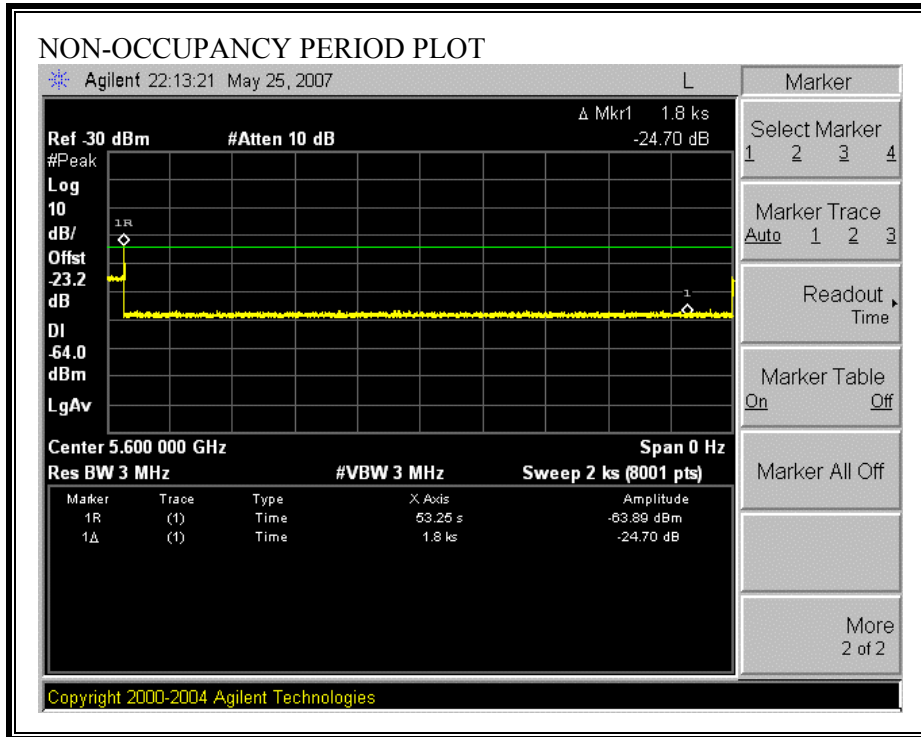 NON-OCCUPANCY PERIOD PLOT
Agilent 22:13:21 May 25, 2007 L
Marker
Δ Mkr1 1.8 ks
Ref -30 dBm #Atten 10 dB -24.70 dB
#Peak
Log
10
dB/
Offst
-23.2
dB
DI
-64.0
dBm
LgAv
1R
1
Center 5.600 000 GHz Span 0 Hz
Res BW 3 MHz #VBW 3 MHz Sweep 2 ks (8001 pts)
Marker Trace Type X Axis Amplitude
1R (1) Time 53.25 s -63.89 dBm
1Δ (1) Time 1.8 ks -24.70 dB
Select Marker
1 2 3 4
Marker Trace
Auto 1 2 3
Readout
Time
Marker Table
On Off
Marker All Off
More
2 of 2
Copyright 2000-2004 Agilent Technologies